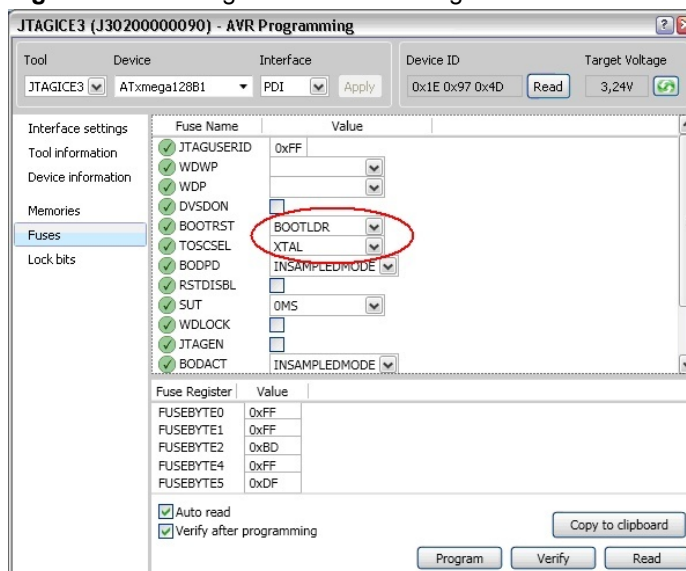 JTAGICE3 (J30200000090) - AVR Programming
Tool Device Interface Device ID Target Voltage
JTAGICE3 ATxmega128B1 PDI Apply 0x1E 0x97 0x4D Read 3,24V
Interface settings
Tool information
Device information
Memories
Fuses
Lock bits
Fuse Name Value
JTAGUSERID 0xFF
WDWP
WDP
DVSDON
BOOTRST BOOTLDR
TOSCSEL XTAL
BODPD INSAMPLEDMODE
RSTDISBL
SUT 0MS
WDLOCK
JTAGEN
BODACT INSAMPLEDMODE
Fuse Register Value
FUSEBYTE0 0xFF
FUSEBYTE1 0xFF
FUSEBYTE2 0xBD
FUSEBYTE4 0xFF
FUSEBYTE5 0xDF
Auto read
Verify after programming
Copy to clipboard
Program Verify Read